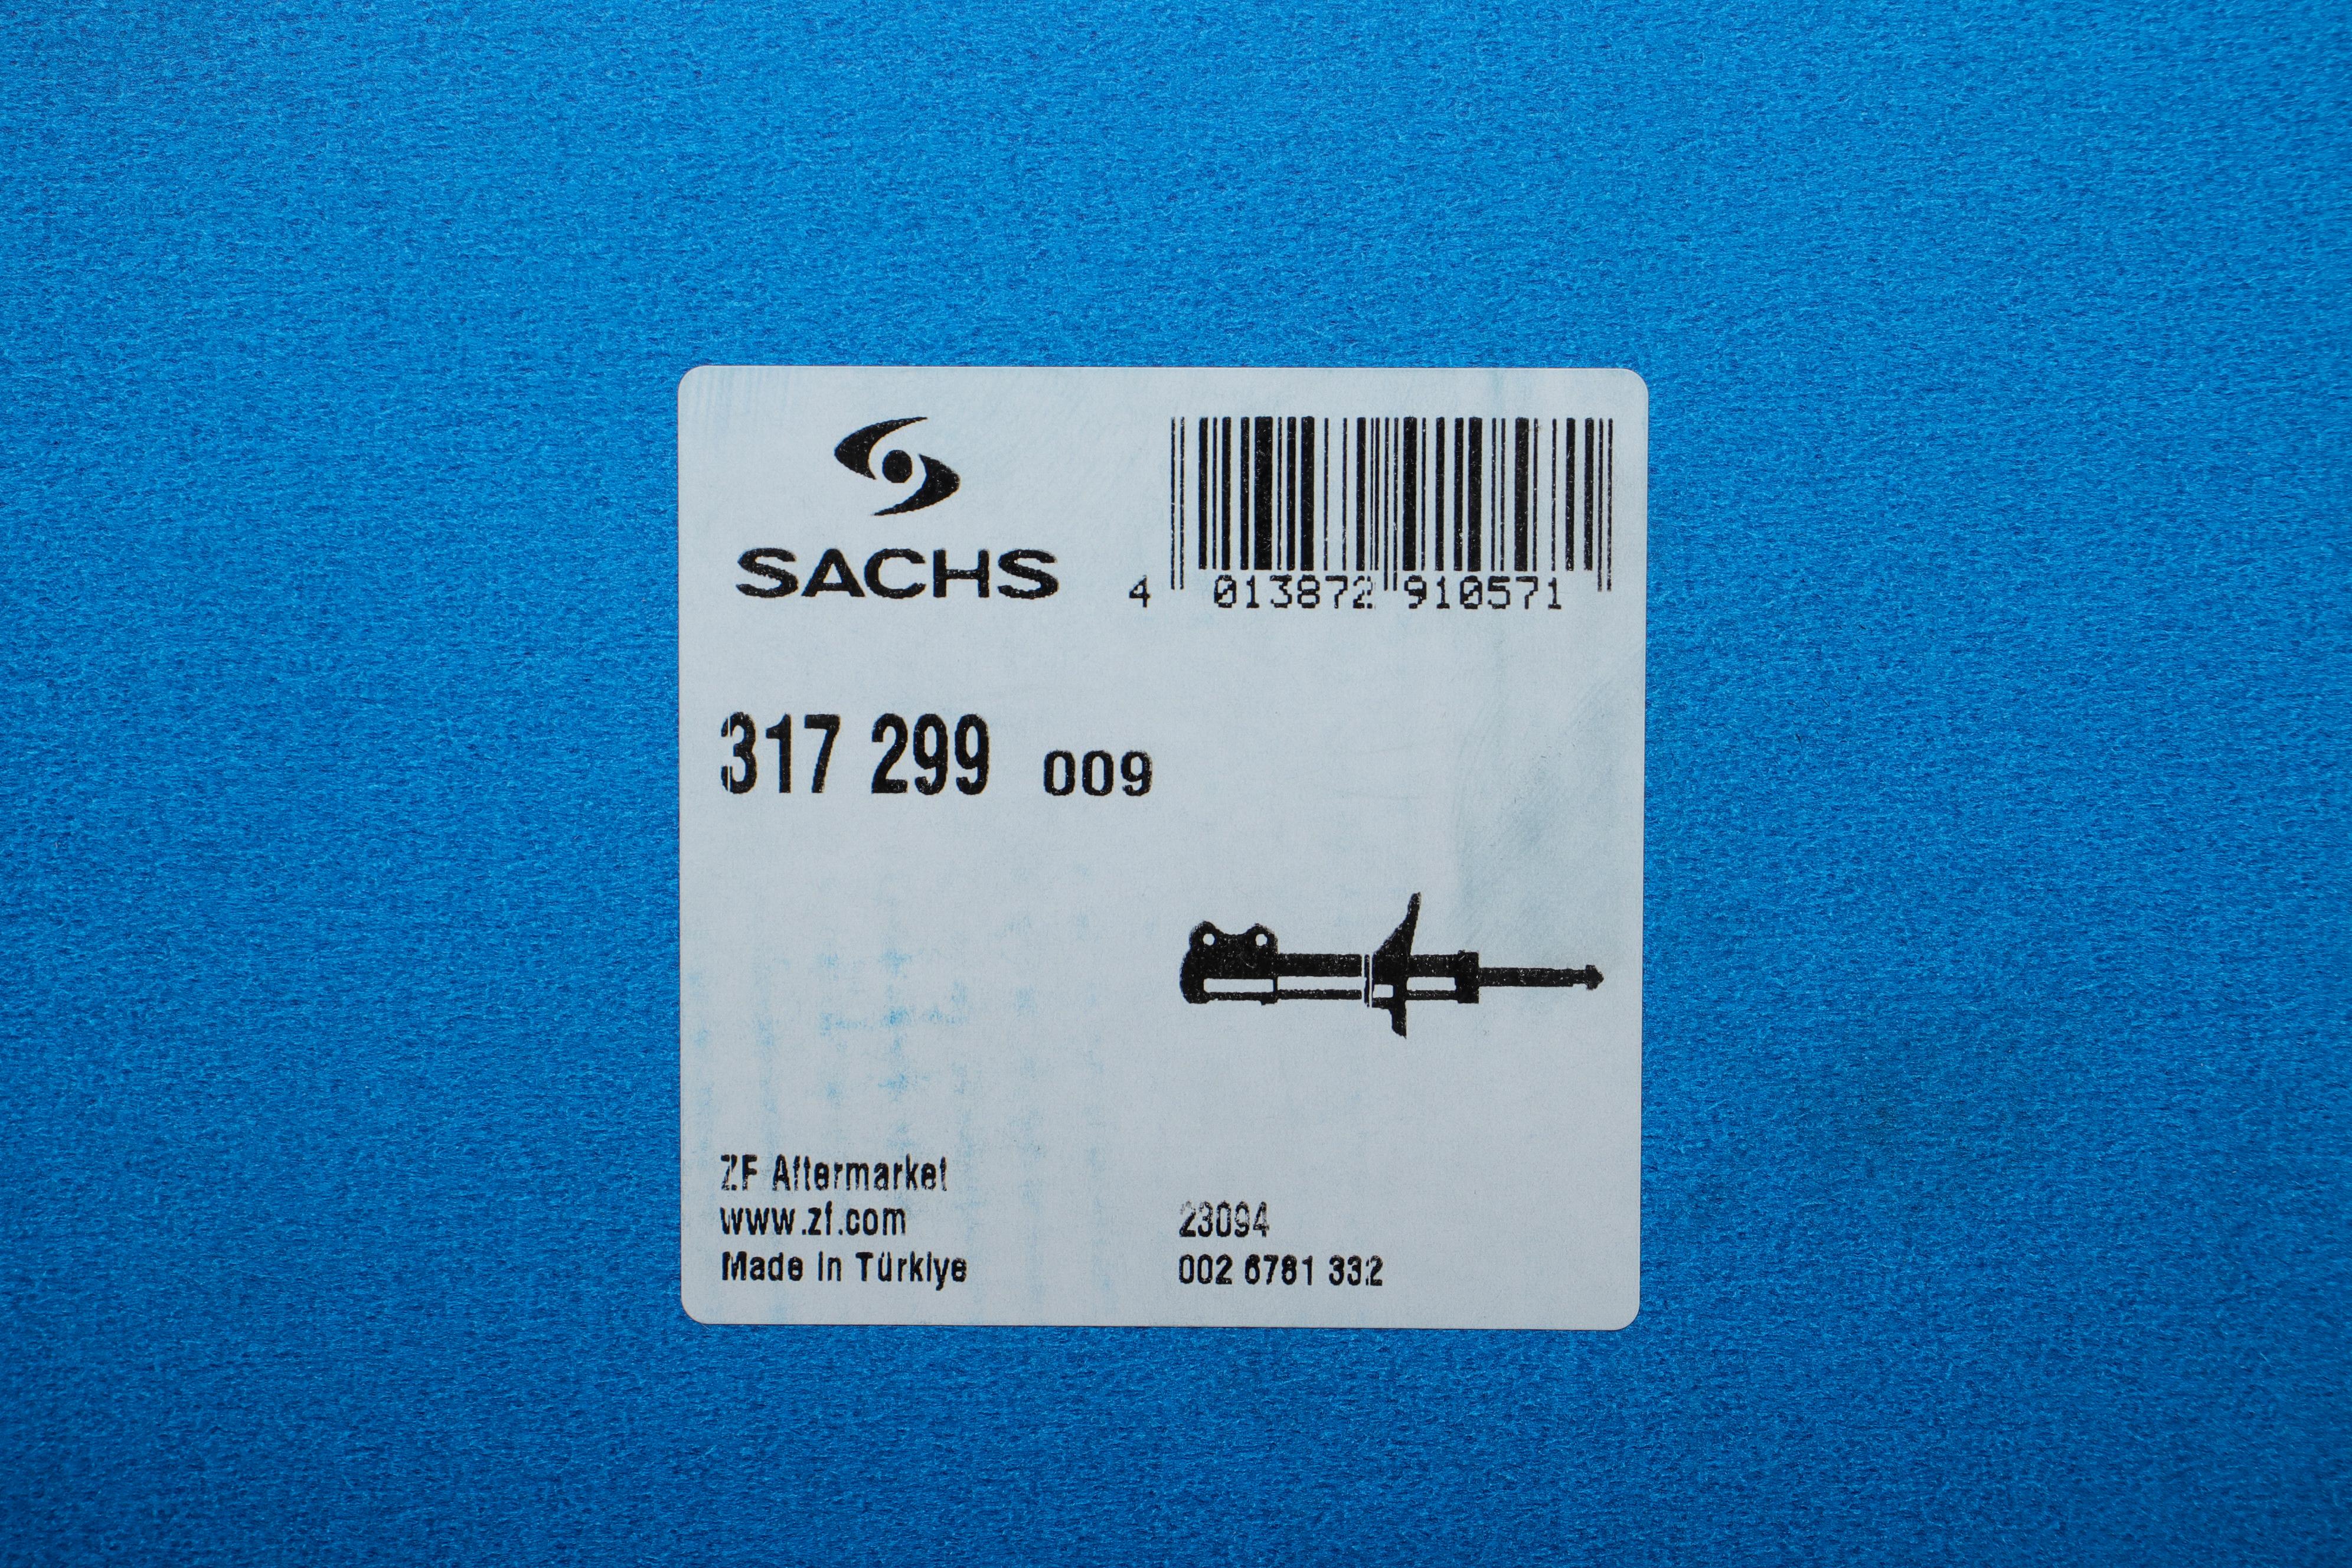 SACHS
4 013872 910571
317 299 009
ZF Aftermarket
www.zf.com
Made in Türkiye
23094
002 6781 332